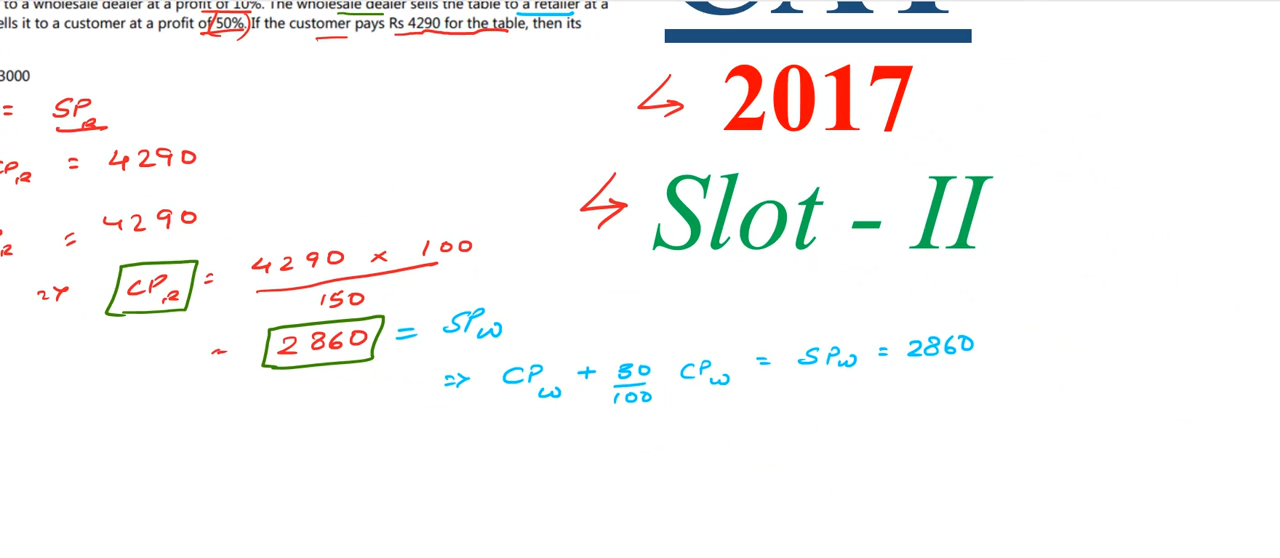 to a wholesale dealer at a profit of 10%. The wholesale dealer sells the table to a retailer at a
ells it to a customer at a profit of 50%. If the customer pays Rs 4290 for the table, then its
3000
= SP R
CP R = 4290
R = 4290
=> CP R = 4290 × 100
150
= 2860 = SP ω
=> CP ω + 30/100 CP ω = SP ω = 2860
2017
Slot - II